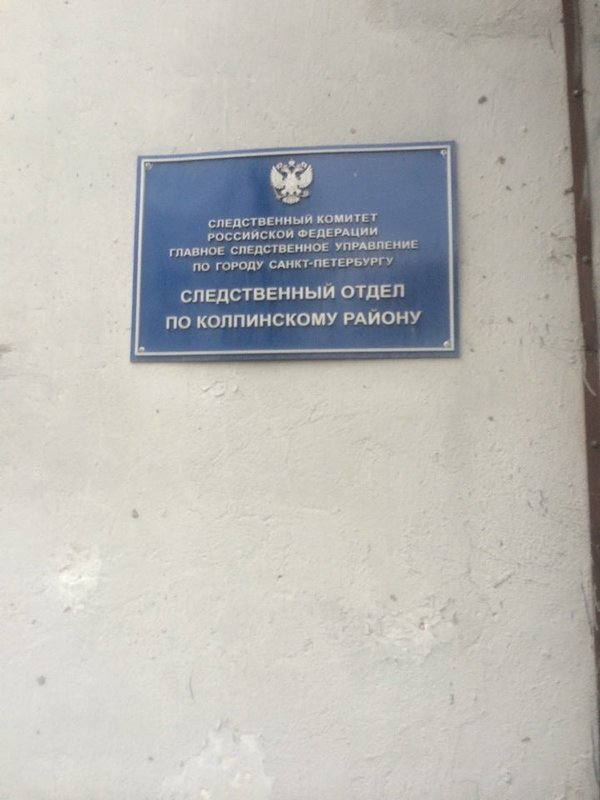 СЛЕДСТВЕННЫЙ КОМИТЕТ
РОССИЙСКОЙ ФЕДЕРАЦИИ
ГЛАВНОЕ СЛЕДСТВЕННОЕ УПРАВЛЕНИЕ
ПО ГОРОДУ САНКТ-ПЕТЕРБУРГУ
СЛЕДСТВЕННЫЙ ОТДЕЛ
ПО КОЛПИНСКОМУ РАЙОНУ